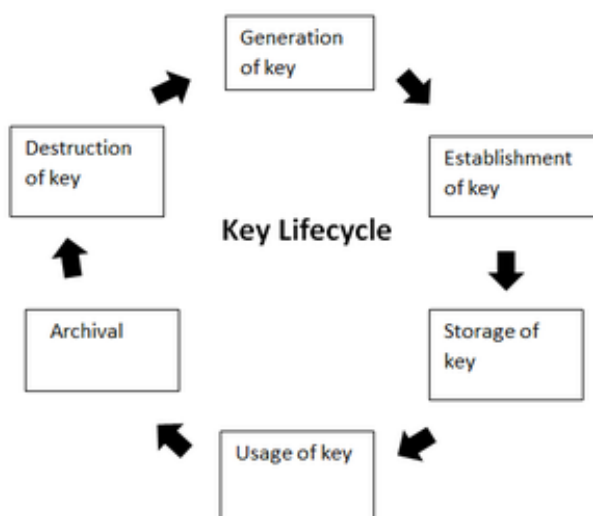 Generation
of key
Establishment
of key
Storage of
key
Usage of key
Archival
Destruction
of key
Key Lifecycle